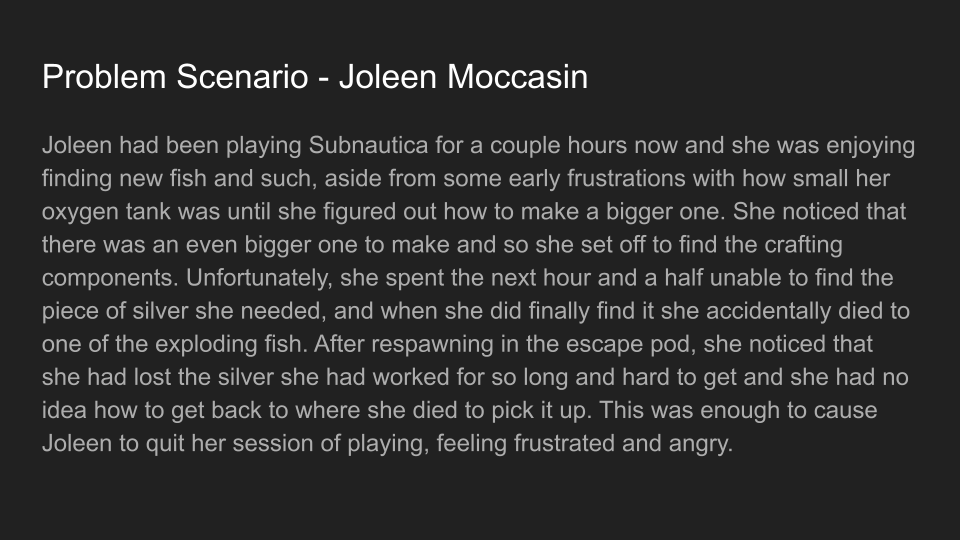 Problem Scenario - Joleen Moccasin
Joleen had been playing Subnautica for a couple hours now and she was enjoying
finding new fish and such, aside from some early frustrations with how small her
oxygen tank was until she figured out how to make a bigger one. She noticed that
there was an even bigger one to make and so she set off to find the crafting
components. Unfortunately, she spent the next hour and a half unable to find the
piece of silver she needed, and when she did finally find it she accidentally died to
one of the exploding fish. After respawning in the escape pod, she noticed that
she had lost the silver she had worked for so long and hard to get and she had no
idea how to get back to where she died to pick it up. This was enough to cause
Joleen to quit her session of playing, feeling frustrated and angry.